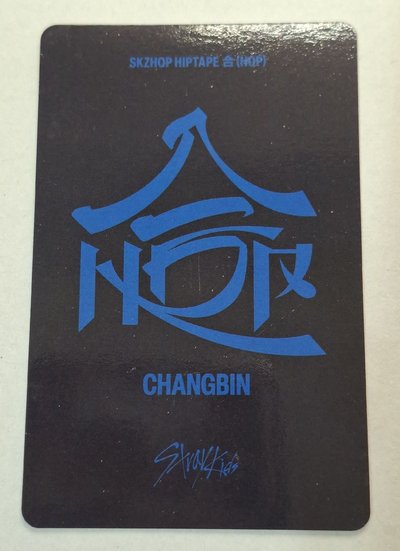 SKZHOP HIPTAPE 合 (HOP)
合
HOP
CHANGBIN
Stray Kids